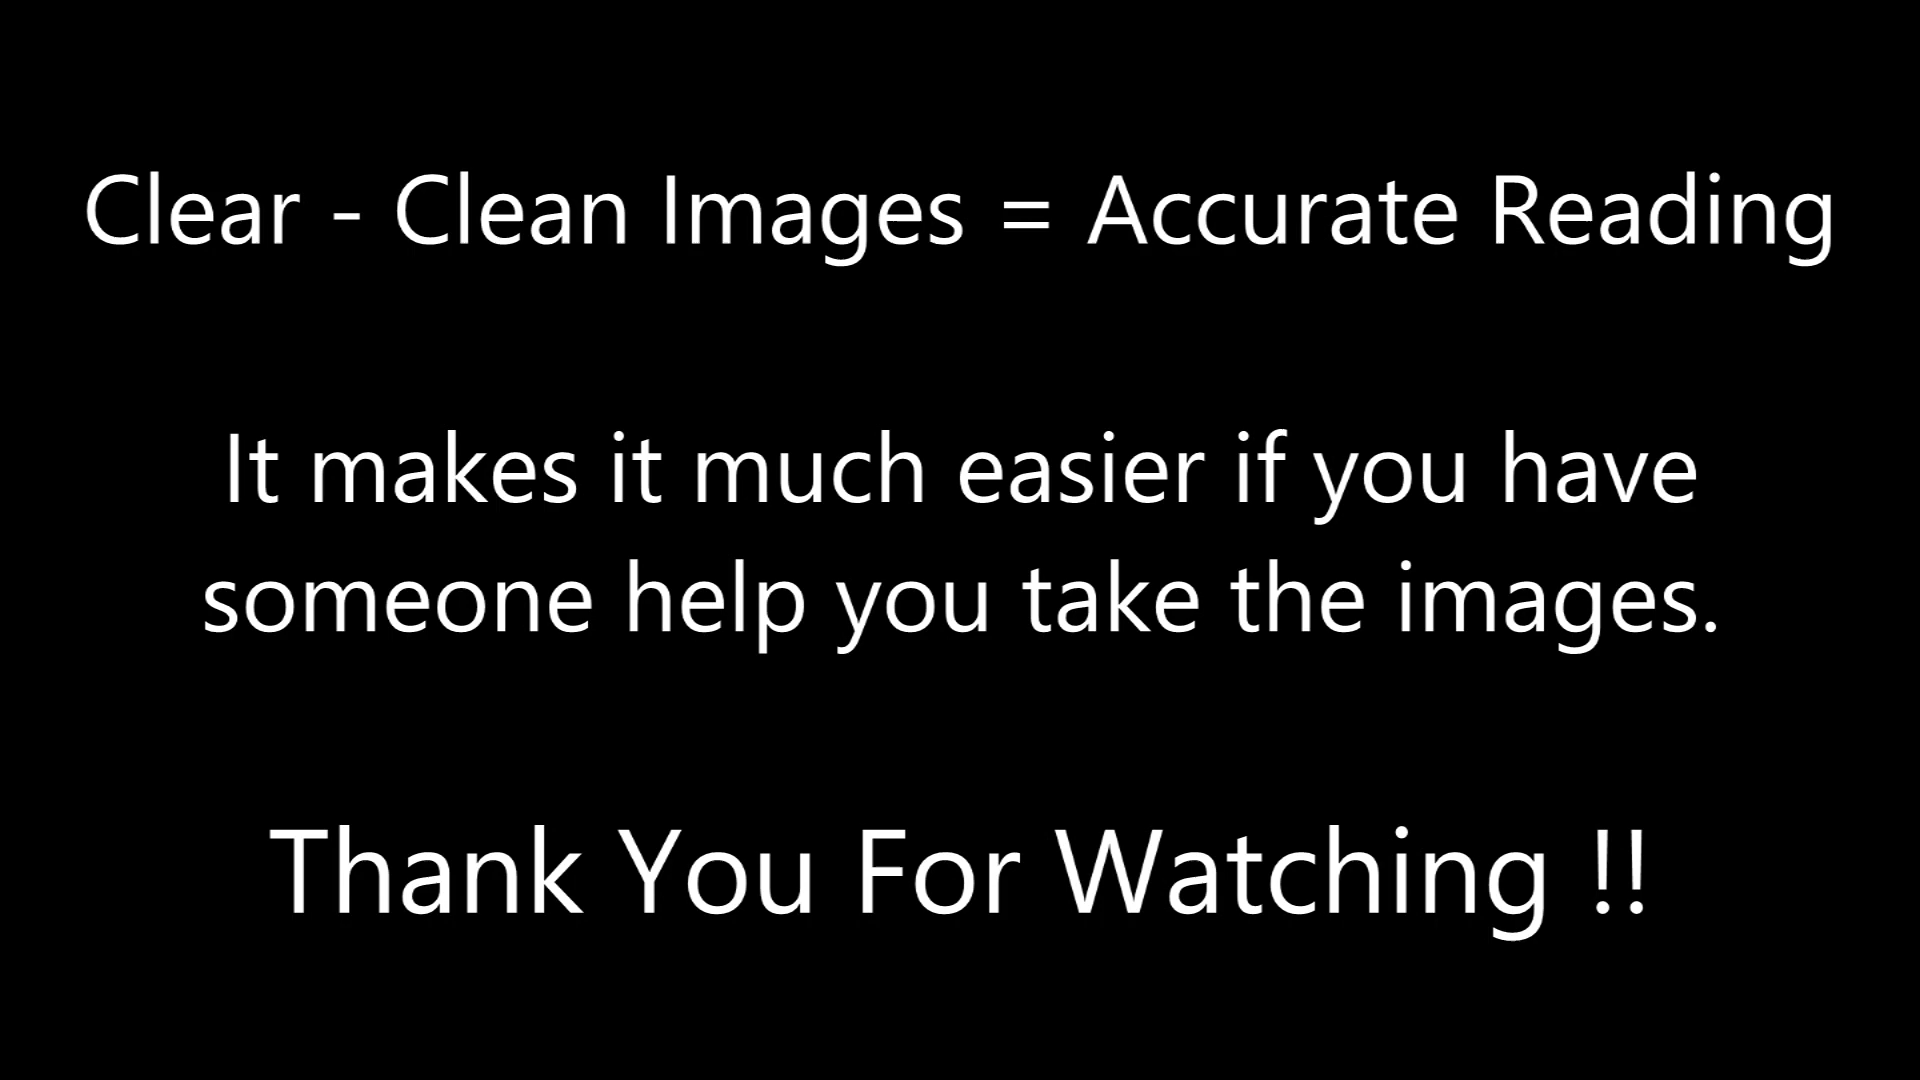 Clear - Clean Images = Accurate Reading
It makes it much easier if you have
someone help you take the images.
Thank You For Watching !!